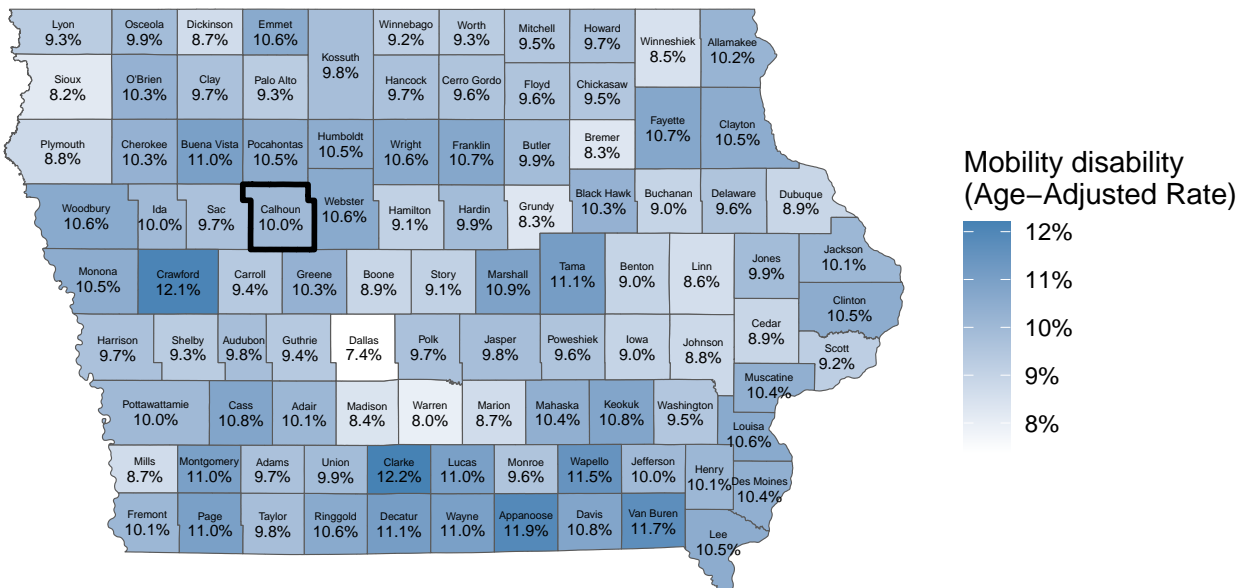 Lyon Osceola Dickinson Emmet Winnebago Worth Mitchell Howard Winneshiek Allamakee
9.3% 9.9% 8.7% 10.6% 9.2% 9.3% 9.5% 9.7% 8.5% 10.2%
Kossuth
9.8%
Sioux O'Brien Clay Palo Alto Hancock Cerro Gordo Floyd Chickasaw
8.2% 10.3% 9.7% 9.3% 9.7% 9.6% 9.6% 9.5%
Fayette Clayton
10.7% 10.5%
Plymouth Cherokee Buena Vista Pocahontas Humboldt Wright Franklin Butler Bremer
8.8% 10.3% 11.0% 10.5% 10.5% 10.6% 10.7% 9.9% 8.3%
Woodbury Ida Sac Calhoun Webster Hamilton Hardin Grundy Black Hawk Buchanan Delaware Dubuque
10.6% 10.0% 9.7% 10.0% 10.6% 9.1% 9.9% 8.3% 10.3% 9.0% 9.6% 8.9%
Monona Crawford Carroll Greene Boone Story Marshall Tama Benton Linn Jones Jackson
10.5% 12.1% 9.4% 10.3% 8.9% 9.1% 10.9% 11.1% 9.0% 8.6% 9.9% 10.1%
Clinton
10.5%
Harrison Shelby Audubon Guthrie Dallas Polk Jasper Poweshiek Iowa Johnson Cedar Scott
9.7% 9.3% 9.8% 9.4% 7.4% 9.7% 9.8% 9.6% 9.0% 8.8% 8.9% 9.2%
Muscatine
10.4%
Pottawattamie Cass Adair Madison Warren Marion Mahaska Keokuk Washington Louisa
10.0% 10.8% 10.1% 8.4% 8.0% 8.7% 10.4% 10.8% 9.5% 10.6%
Mills Montgomery Adams Union Clarke Lucas Monroe Wapello Jefferson Henry Des Moines
8.7% 11.0% 9.7% 9.9% 12.2% 11.0% 9.6% 11.5% 10.0% 10.1% 10.4%
Fremont Page Taylor Ringgold Decatur Wayne Appanoose Davis Van Buren Lee
10.1% 11.0% 9.8% 10.6% 11.1% 11.0% 11.9% 10.8% 11.7% 10.5%
Mobility disability
(Age−Adjusted Rate)
12%
11%
10%
9%
8%